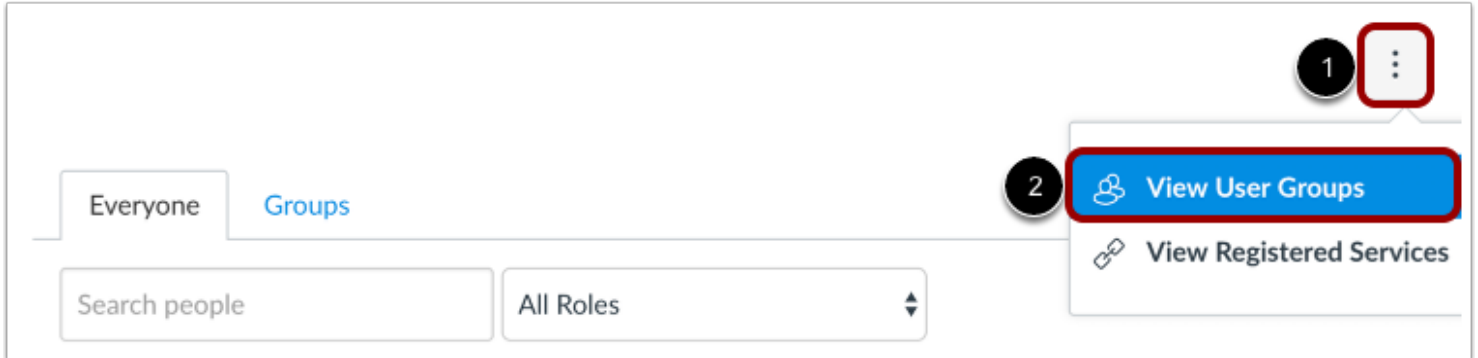 1
2
View User Groups
Everyone
Groups
View Registered Services
Search people
All Roles